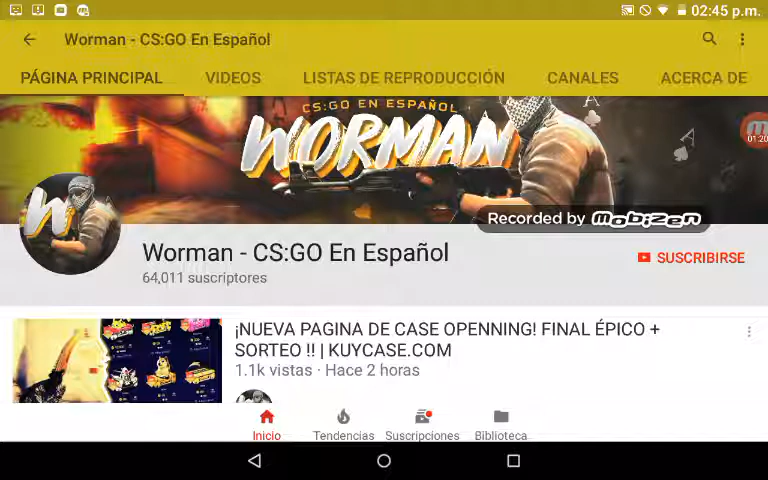 02:45 p.m.
Worman - CS:GO En Español
PÁGINA PRINCIPAL VIDEOS LISTAS DE REPRODUCCIÓN CANALES ACERCA DE
CS:GO EN ESPAÑOL
WORMAN
01:20
Recorded by Mobizen
W
Worman - CS:GO En Español
64,011 suscriptores
SUSCRIBIRSE
¡NUEVA PAGINA DE CASE OPENNING! FINAL ÉPICO +
SORTEO !! | KUYCASE.COM
1.1k vistas · Hace 2 horas
Inicio Tendencias Suscripciones Biblioteca